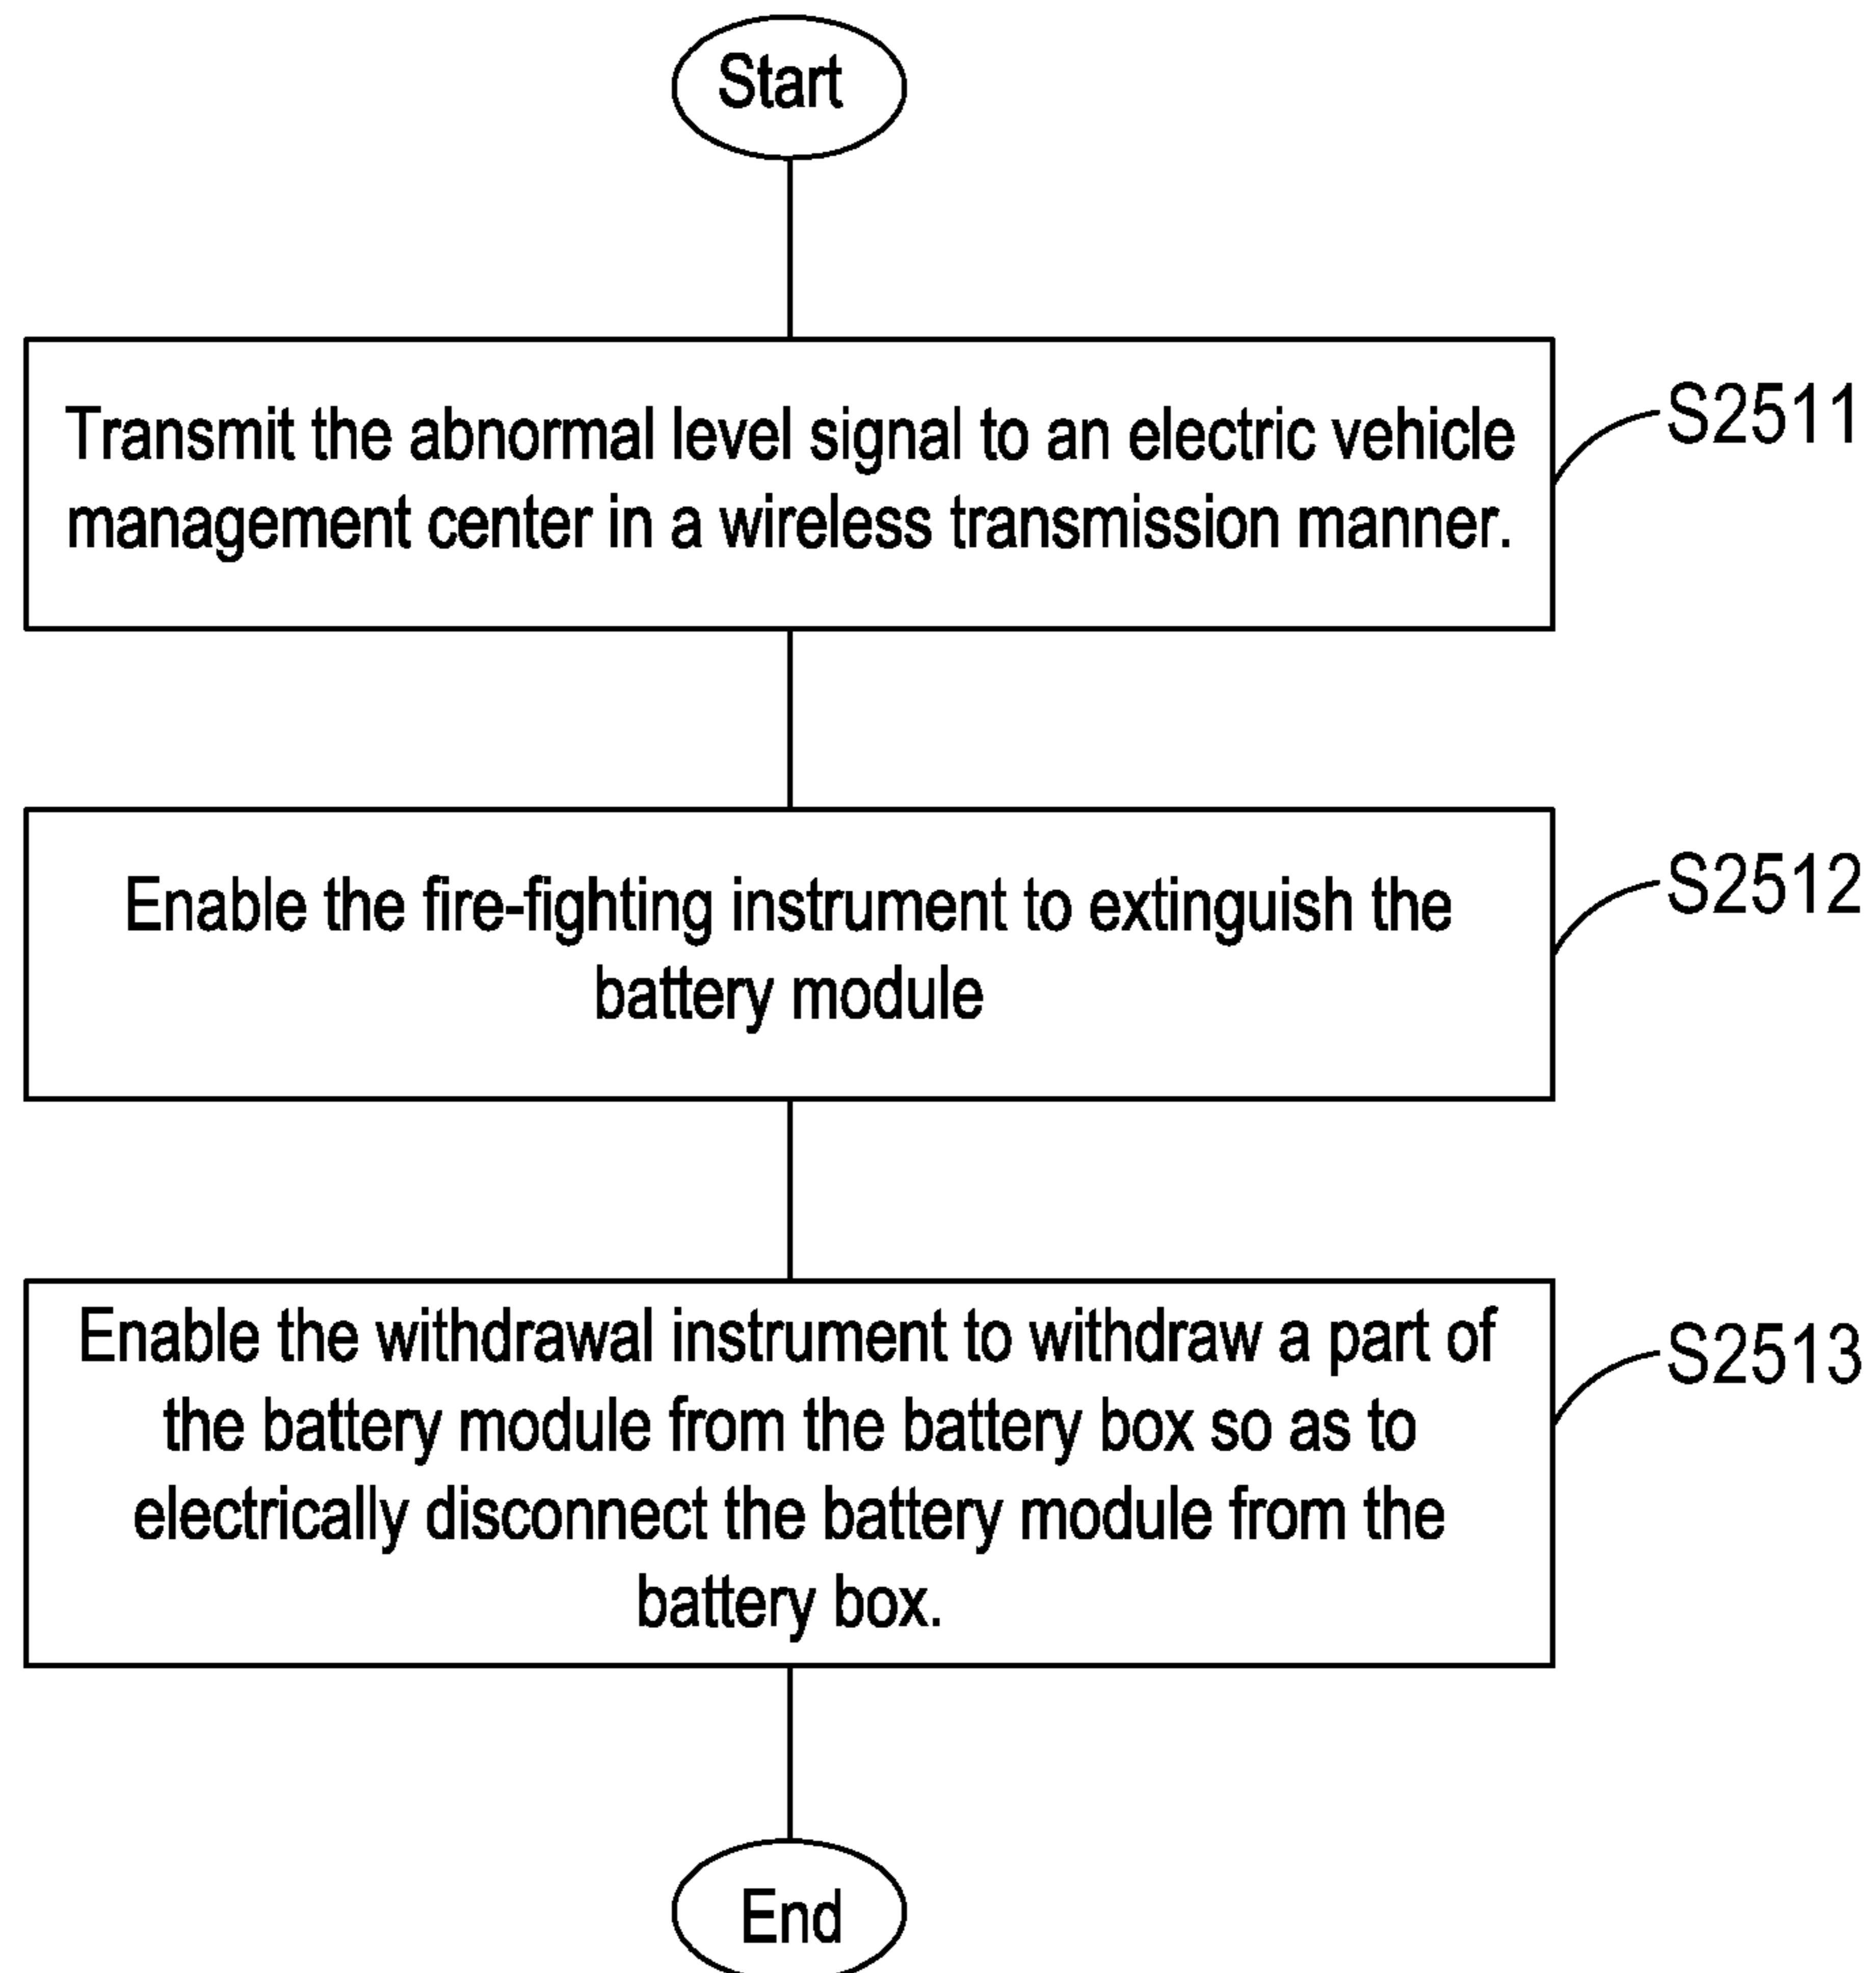 Start
Transmit the abnormal level signal to an electric vehicle
management center in a wireless transmission manner.
S2511
Enable the fire-fighting instrument to extinguish the
battery module
S2512
Enable the withdrawal instrument to withdraw a part of
the battery module from the battery box so as to
electrically disconnect the battery module from the
battery box.
S2513
End